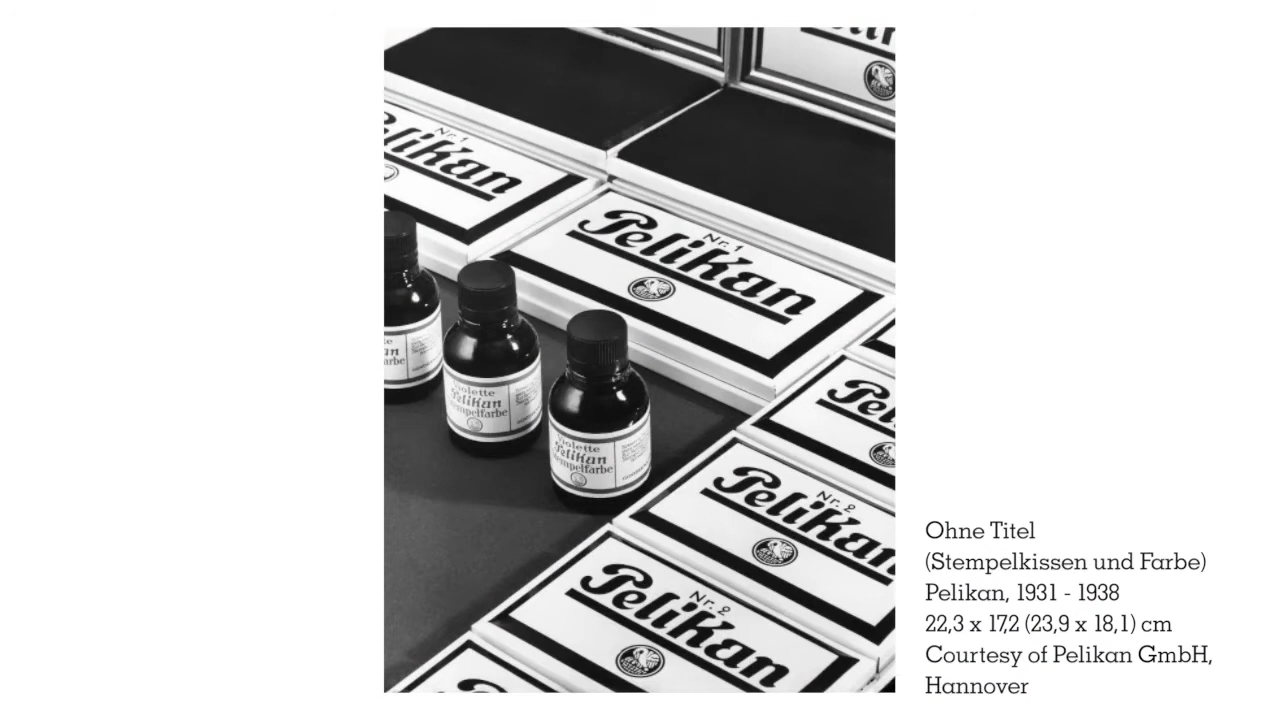 Pelikan
Nr. 1
Pelikan
Nr. 1
Pelikan
Violette
Pelikan
Stempelfarbe
Violette
Pelikan
Stempelfarbe
Nr. 2
Pelikan
Nr. 2
Pelikan
Ohne Titel
(Stempelkissen und Farbe)
Pelikan, 1931 - 1938
22,3 x 17,2 (23,9 x 18,1) cm
Courtesy of Pelikan GmbH,
Hannover